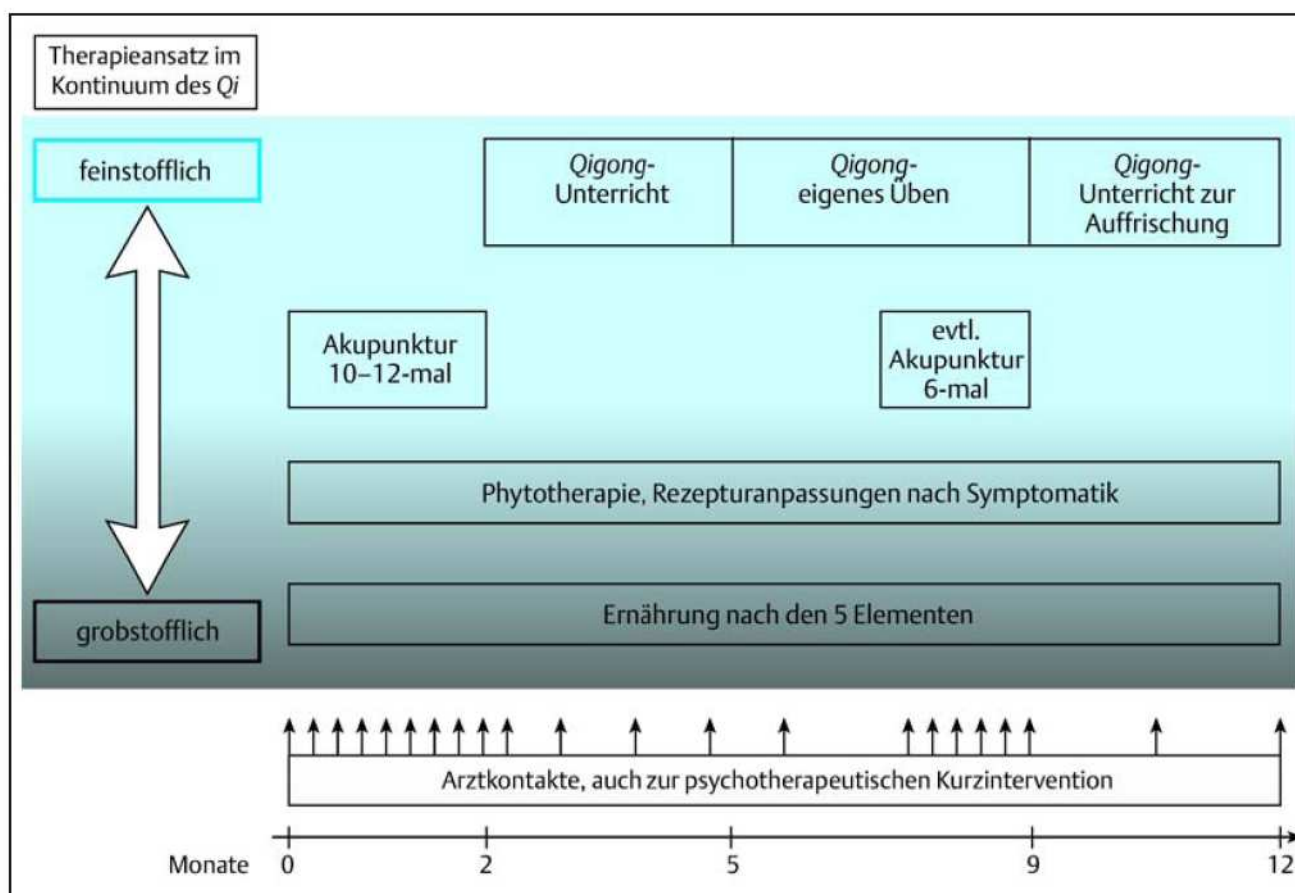 Therapieansatz im
Kontinuum des Qi
feinstofflich
Qigong-
Unterricht
Qigong-
eigenes Üben
Qigong-
Unterricht zur
Auffrischung
Akupunktur
10–12-mal
evtl.
Akupunktur
6-mal
Phytotherapie, Rezepturanpassungen nach Symptomatik
Ernährung nach den 5 Elementen
grobstofflich
Arztkontakte, auch zur psychotherapeutischen Kurzintervention
Monate 0 2 5 9 12